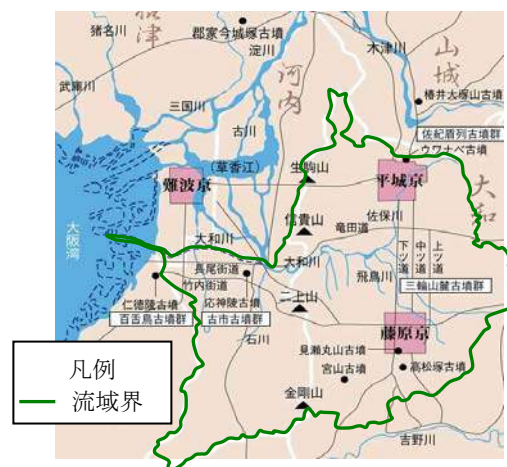 摂津
猪名川
郡家今城塚古墳
淀川
木津川
山城
武庫川
河内
椿井大塚山古墳
三国川
佐紀盾列古墳群
古川
ウワナベ古墳
(草香江)
生駒山
難波京
平城京
大和
佐保川
信貴山
竜田道
大阪湾
大和川
下ツ道
中ツ道
上ツ道
長尾街道
大和川
飛鳥川
竹内街道
三輪山麓古墳群
仁徳陵古墳
応神陵古墳
二上山
百舌鳥古墳群
古市古墳群
藤原京
石川
見瀬丸山古墳
宮山古墳
高松塚古墳
金剛山
吉野川
凡例
流域界